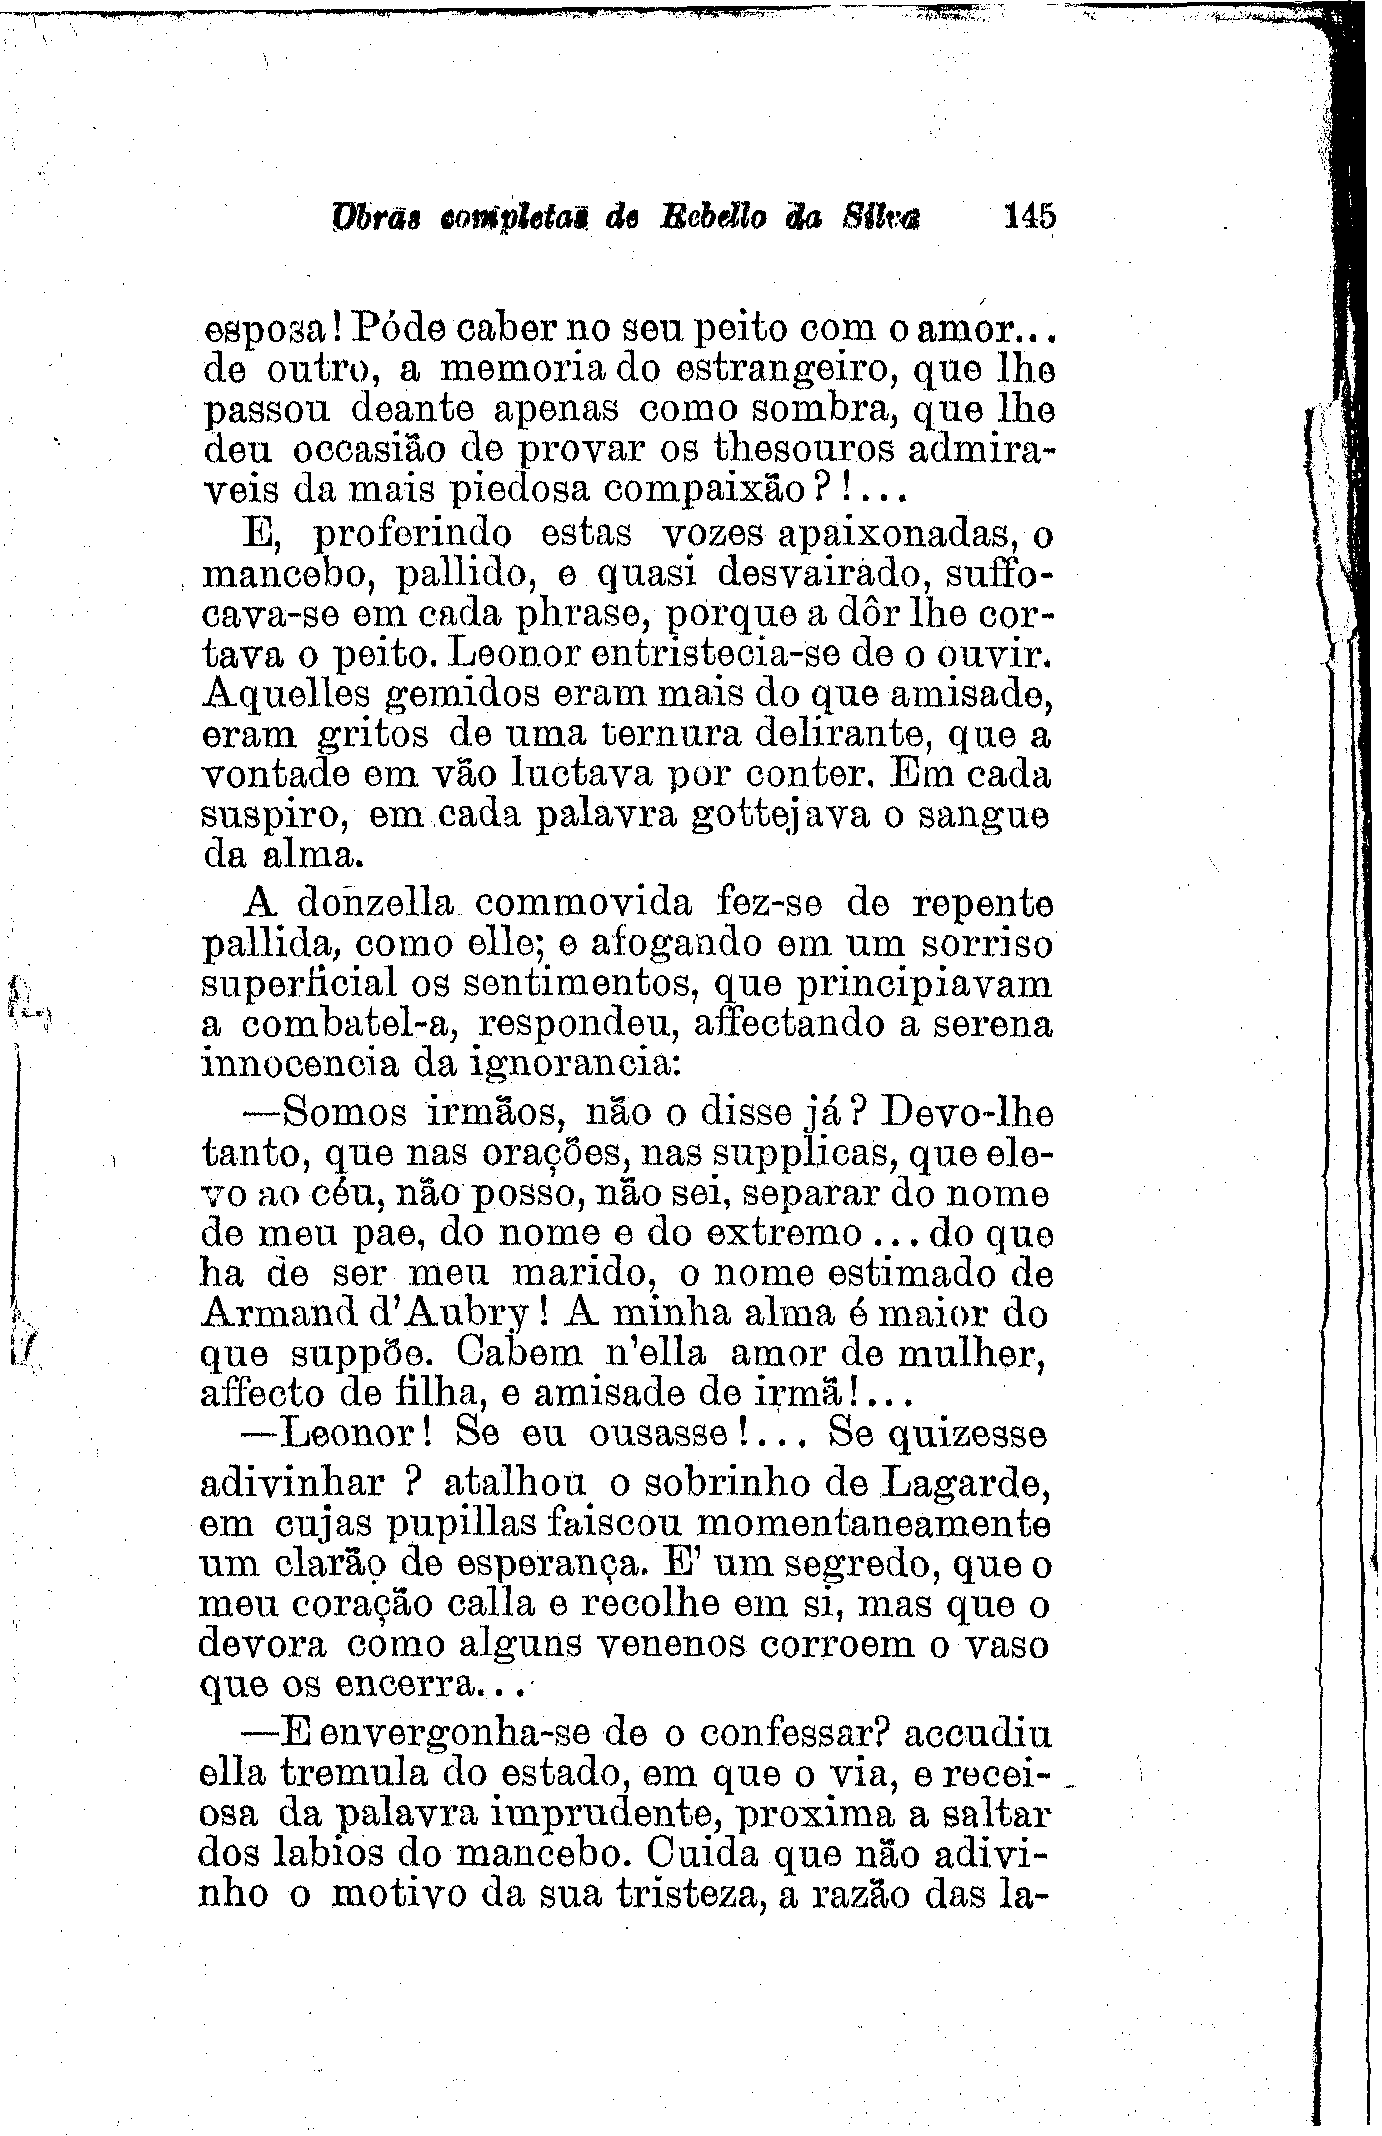 Obras completas de Rebello da Silva 145
esposa! Póde caber no seu peito com o amor...
de outro, a memoria do estrangeiro, que lhe
passou deante apenas como sombra, que lhe
deu occasião de provar os thesouros admira-
veis da mais piedosa compaixão?!...
E, proferindo estas vozes apaixonadas, o
mancebo, pallido, e quasi desvairado, suffo-
cava-se em cada phrase, porque a dôr lhe cor-
tava o peito. Leonor entristecia-se de o ouvir.
Aquelles gemidos eram mais do que amisade,
eram gritos de uma ternura delirante, que a
vontade em vão luctava por conter. Em cada
suspiro, em cada palavra gottejava o sangue
da alma.
A donzella commovida fez-se de repente
pallida, como elle; e afogando em um sorriso
superficial os sentimentos, que principiavam
a combatel-a, respondeu, affectando a serena
innocencia da ignorancia:
—Somos irmãos, não o disse já? Devo-lhe
tanto, que nas orações, nas supplicas, que ele-
vo ao céu, não posso, não sei, separar do nome
de meu pae, do nome e do extremo ... do que
ha de ser meu marido, o nome estimado de
Armand d'Aubry! A minha alma é maior do
que suppõe. Cabem n'ella amor de mulher,
affecto de filha, e amisade de irmã!...
—Leonor! Se eu ousasse!... Se quizesse
adivinhar ? atalhou o sobrinho de Lagarde,
em cujas pupillas faiscou momentaneamente
um clarão de esperança. E' um segredo, que o
meu coração calla e recolhe em si, mas que o
devora como alguns venenos corroem o vaso
que os encerra...
—E envergonha-se de o confessar? accudiu
ella tremula do estado, em que o via, e recei-
osa da palavra imprudente, proxima a saltar
dos labios do mancebo. Cuida que não adivi-
nho o motivo da sua tristeza, a razão das la-